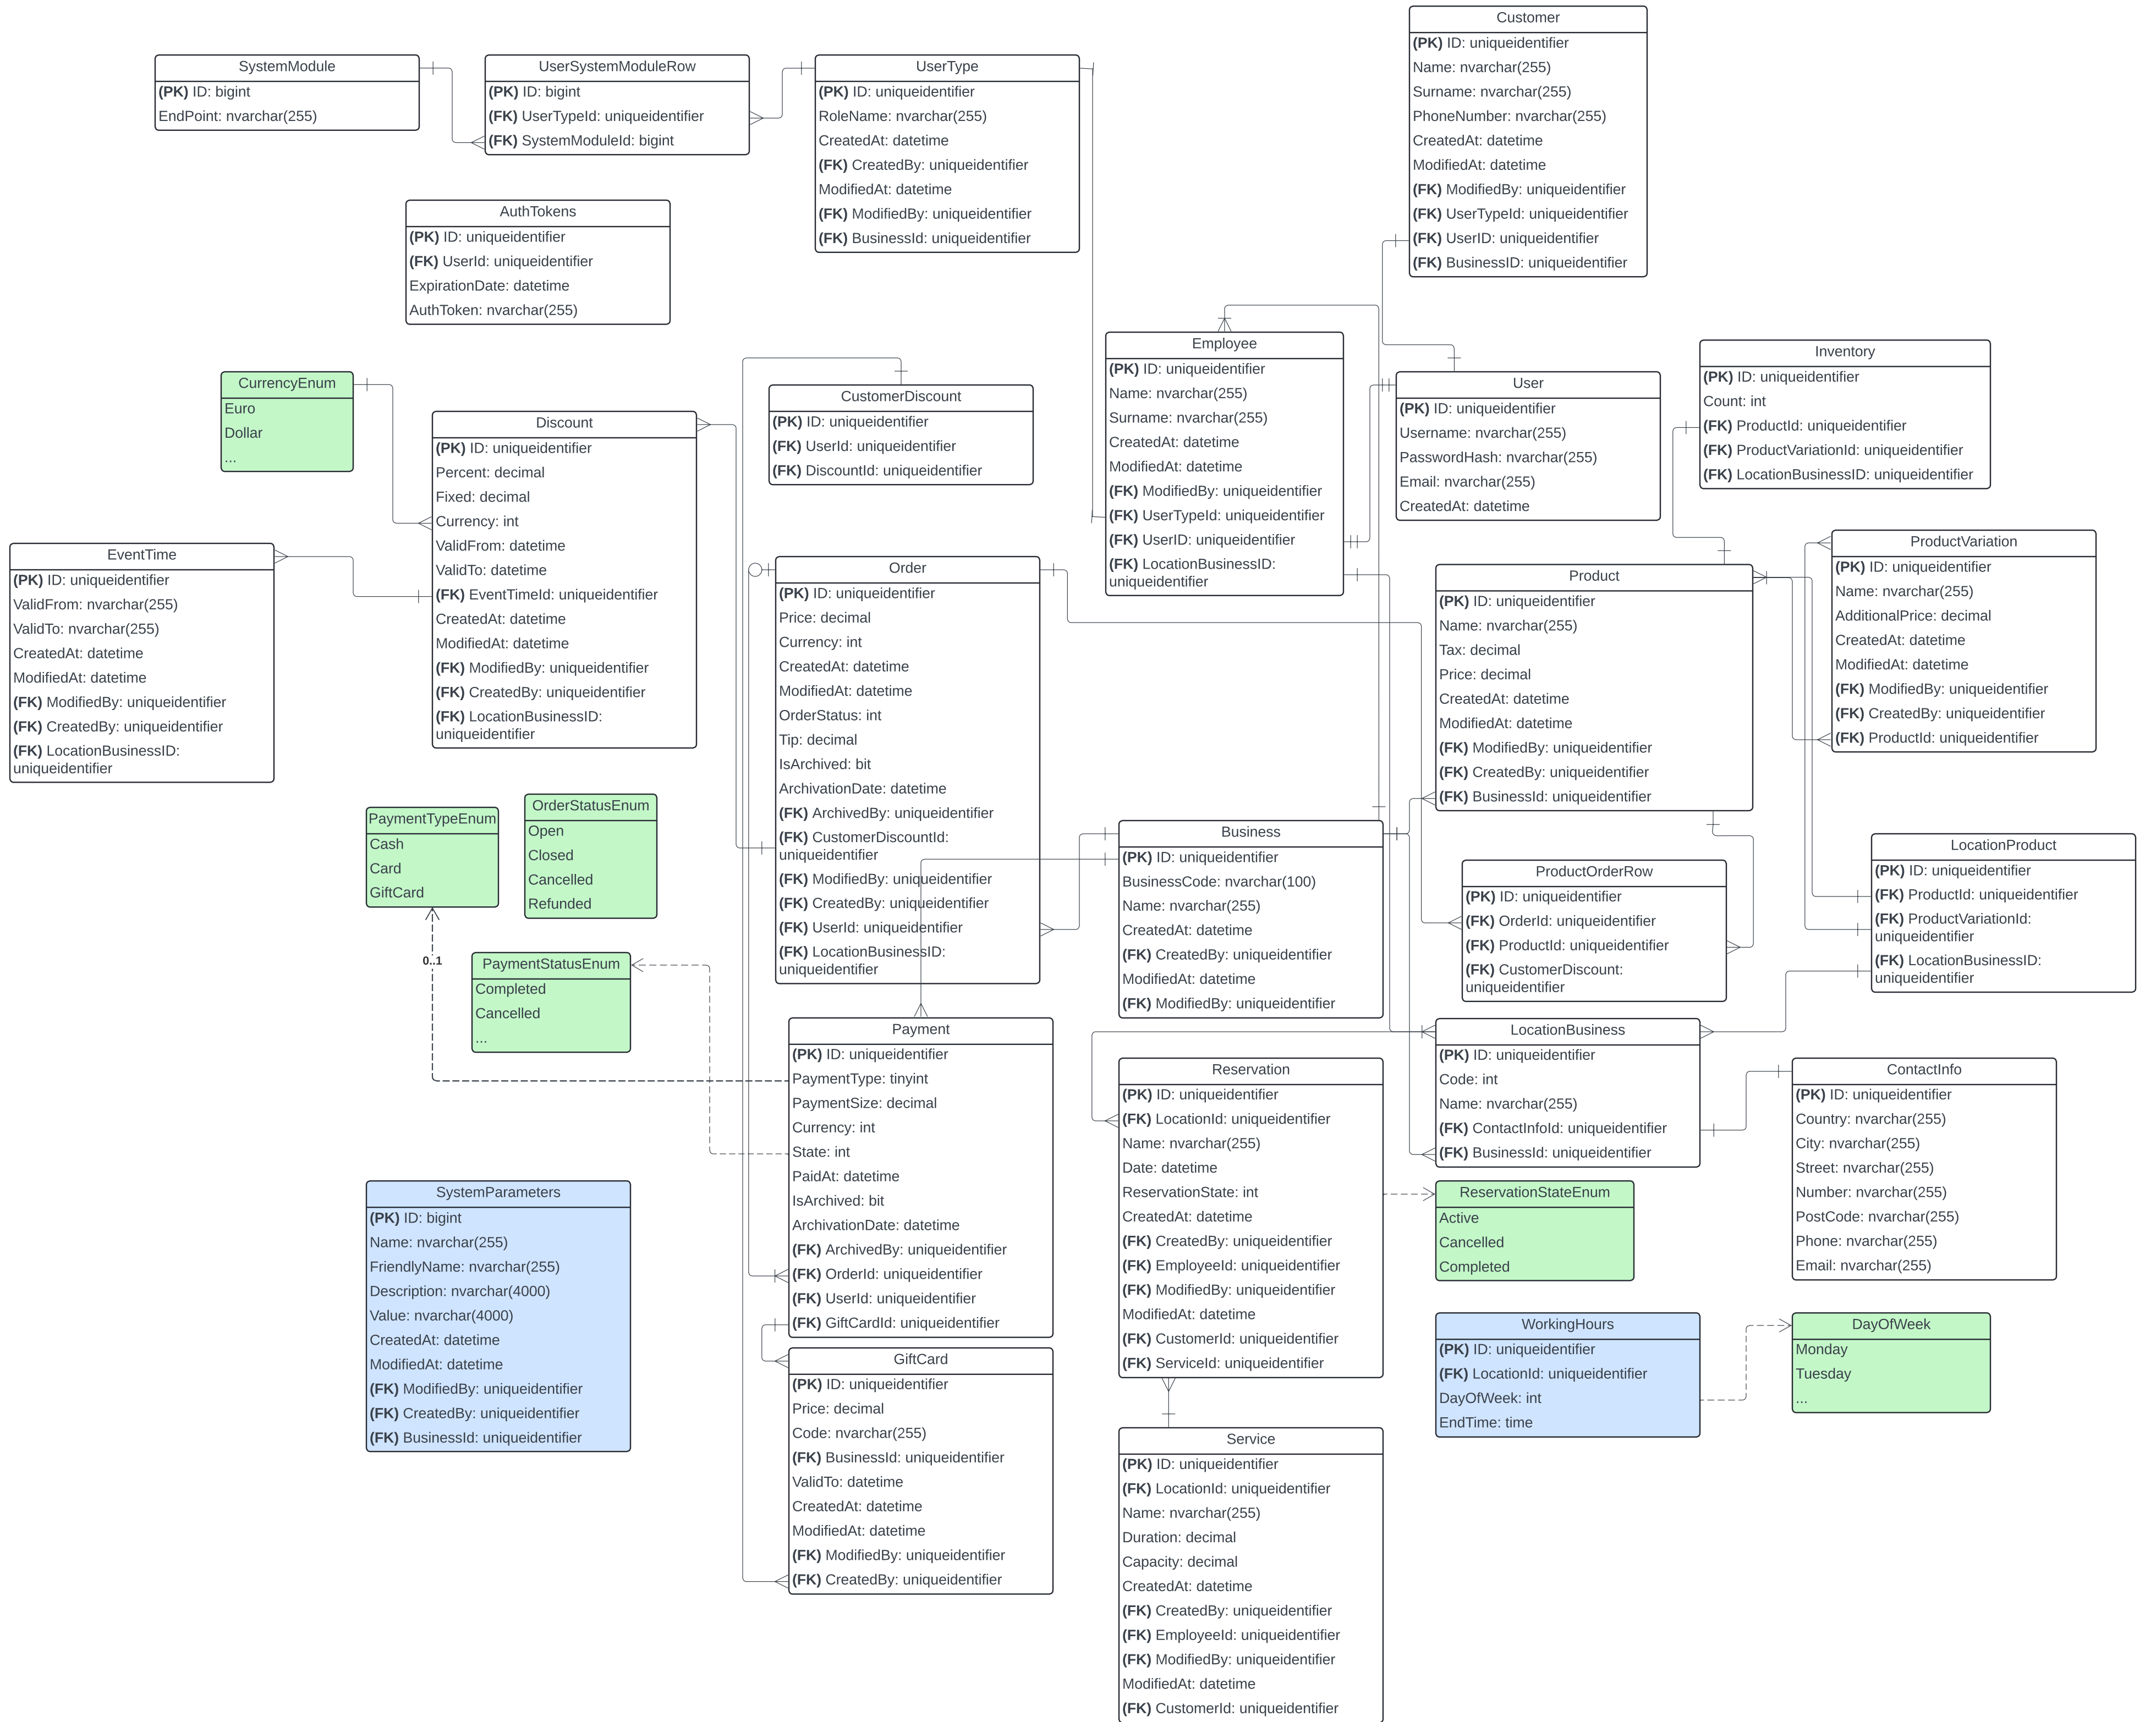 Customer
(PK) ID: uniqueidentifier
Name: nvarchar(255)
Surname: nvarchar(255)
PhoneNumber: nvarchar(255)
CreatedAt: datetime
ModifiedAt: datetime
(FK) ModifiedBy: uniqueidentifier
(FK) UserTypeId: uniqueidentifier
(FK) UserID: uniqueidentifier
(FK) BusinessID: uniqueidentifier
SystemModule
(PK) ID: bigint
EndPoint: nvarchar(255)
UserSystemModuleRow
(PK) ID: bigint
(FK) UserTypeId: uniqueidentifier
(FK) SystemModuleId: bigint
UserType
(PK) ID: uniqueidentifier
RoleName: nvarchar(255)
CreatedAt: datetime
(FK) CreatedBy: uniqueidentifier
ModifiedAt: datetime
(FK) ModifiedBy: uniqueidentifier
(FK) BusinessId: uniqueidentifier
AuthTokens
(PK) ID: uniqueidentifier
(FK) UserId: uniqueidentifier
ExpirationDate: datetime
AuthToken: nvarchar(255)
Employee
(PK) ID: uniqueidentifier
Name: nvarchar(255)
Surname: nvarchar(255)
CreatedAt: datetime
ModifiedAt: datetime
(FK) ModifiedBy: uniqueidentifier
(FK) UserTypeId: uniqueidentifier
(FK) UserID: uniqueidentifier
(FK) LocationBusinessID:
uniqueidentifier
User
(PK) ID: uniqueidentifier
Username: nvarchar(255)
PasswordHash: nvarchar(255)
Email: nvarchar(255)
CreatedAt: datetime
Inventory
(PK) ID: uniqueidentifier
Count: int
(FK) ProductId: uniqueidentifier
(FK) ProductVariationId: uniqueidentifier
(FK) LocationBusinessID: uniqueidentifier
CurrencyEnum
Euro
Dollar
...
Discount
(PK) ID: uniqueidentifier
Percent: decimal
Fixed: decimal
Currency: int
ValidFrom: datetime
ValidTo: datetime
(FK) EventTimeId: uniqueidentifier
CreatedAt: datetime
ModifiedAt: datetime
(FK) ModifiedBy: uniqueidentifier
(FK) CreatedBy: uniqueidentifier
(FK) LocationBusinessID:
uniqueidentifier
CustomerDiscount
(PK) ID: uniqueidentifier
(FK) UserId: uniqueidentifier
(FK) DiscountId: uniqueidentifier
EventTime
(PK) ID: uniqueidentifier
ValidFrom: nvarchar(255)
ValidTo: nvarchar(255)
CreatedAt: datetime
ModifiedAt: datetime
(FK) ModifiedBy: uniqueidentifier
(FK) CreatedBy: uniqueidentifier
(FK) LocationBusinessID:
uniqueidentifier
Order
(PK) ID: uniqueidentifier
Price: decimal
Currency: int
CreatedAt: datetime
ModifiedAt: datetime
OrderStatus: int
Tip: decimal
IsArchived: bit
ArchivationDate: datetime
(FK) ArchivedBy: uniqueidentifier
(FK) CustomerDiscountId:
uniqueidentifier
(FK) ModifiedBy: uniqueidentifier
(FK) CreatedBy: uniqueidentifier
(FK) UserId: uniqueidentifier
(FK) LocationBusinessID:
uniqueidentifier
Product
(PK) ID: uniqueidentifier
Name: nvarchar(255)
Tax: decimal
Price: decimal
CreatedAt: datetime
ModifiedAt: datetime
(FK) ModifiedBy: uniqueidentifier
(FK) CreatedBy: uniqueidentifier
(FK) BusinessId: uniqueidentifier
ProductVariation
(PK) ID: uniqueidentifier
Name: nvarchar(255)
AdditionalPrice: decimal
CreatedAt: datetime
ModifiedAt: datetime
(FK) ModifiedBy: uniqueidentifier
(FK) CreatedBy: uniqueidentifier
(FK) ProductId: uniqueidentifier
PaymentTypeEnum
Cash
Card
GiftCard
0..1
OrderStatusEnum
Open
Closed
Cancelled
Refunded
PaymentStatusEnum
Completed
Cancelled
...
Business
(PK) ID: uniqueidentifier
BusinessCode: nvarchar(100)
Name: nvarchar(255)
CreatedAt: datetime
(FK) CreatedBy: uniqueidentifier
ModifiedAt: datetime
(FK) ModifiedBy: uniqueidentifier
ProductOrderRow
(PK) ID: uniqueidentifier
(FK) OrderId: uniqueidentifier
(FK) ProductId: uniqueidentifier
(FK) CustomerDiscount:
uniqueidentifier
LocationProduct
(PK) ID: uniqueidentifier
(FK) ProductId: uniqueidentifier
(FK) ProductVariationId:
uniqueidentifier
(FK) LocationBusinessID:
uniqueidentifier
Payment
(PK) ID: uniqueidentifier
PaymentType: tinyint
PaymentSize: decimal
Currency: int
State: int
PaidAt: datetime
IsArchived: bit
ArchivationDate: datetime
(FK) ArchivedBy: uniqueidentifier
(FK) OrderId: uniqueidentifier
(FK) UserId: uniqueidentifier
(FK) GiftCardId: uniqueidentifier
Reservation
(PK) ID: uniqueidentifier
(FK) LocationId: uniqueidentifier
Name: nvarchar(255)
Date: datetime
ReservationState: int
CreatedAt: datetime
(FK) CreatedBy: uniqueidentifier
(FK) EmployeeId: uniqueidentifier
(FK) ModifiedBy: uniqueidentifier
ModifiedAt: datetime
(FK) CustomerId: uniqueidentifier
(FK) ServiceId: uniqueidentifier
LocationBusiness
(PK) ID: uniqueidentifier
Code: int
Name: nvarchar(255)
(FK) ContactInfoId: uniqueidentifier
(FK) BusinessId: uniqueidentifier
ContactInfo
(PK) ID: uniqueidentifier
Country: nvarchar(255)
City: nvarchar(255)
Street: nvarchar(255)
Number: nvarchar(255)
PostCode: nvarchar(255)
Phone: nvarchar(255)
Email: nvarchar(255)
SystemParameters
(PK) ID: bigint
Name: nvarchar(255)
FriendlyName: nvarchar(255)
Description: nvarchar(4000)
Value: nvarchar(4000)
CreatedAt: datetime
ModifiedAt: datetime
(FK) ModifiedBy: uniqueidentifier
(FK) CreatedBy: uniqueidentifier
(FK) BusinessId: uniqueidentifier
ReservationStateEnum
Active
Cancelled
Completed
WorkingHours
(PK) ID: uniqueidentifier
(FK) LocationId: uniqueidentifier
DayOfWeek: int
EndTime: time
DayOfWeek
Monday
Tuesday
...
GiftCard
(PK) ID: uniqueidentifier
Price: decimal
Code: nvarchar(255)
(FK) BusinessId: uniqueidentifier
ValidTo: datetime
CreatedAt: datetime
ModifiedAt: datetime
(FK) ModifiedBy: uniqueidentifier
(FK) CreatedBy: uniqueidentifier
Service
(PK) ID: uniqueidentifier
(FK) LocationId: uniqueidentifier
Name: nvarchar(255)
Duration: decimal
Capacity: decimal
CreatedAt: datetime
(FK) CreatedBy: uniqueidentifier
(FK) EmployeeId: uniqueidentifier
(FK) ModifiedBy: uniqueidentifier
ModifiedAt: datetime
(FK) CustomerId: uniqueidentifier